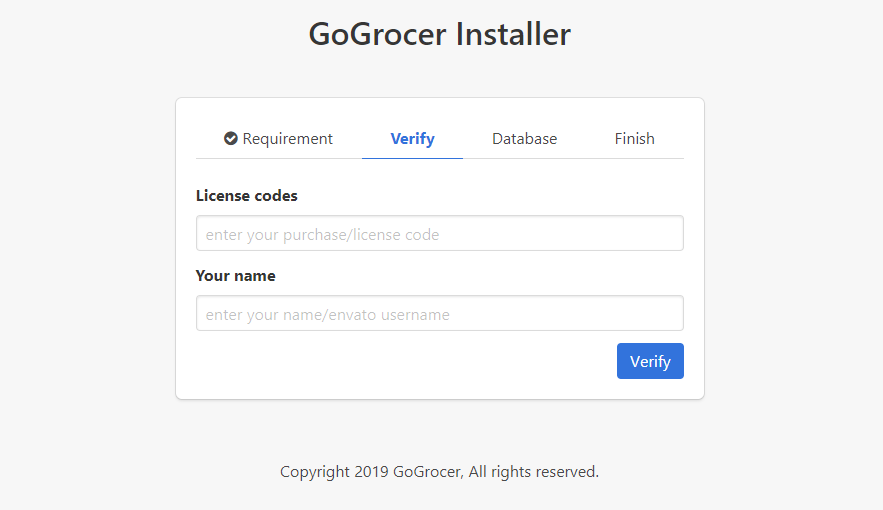 GoGrocer Installer
Requirement Verify Database Finish
License codes
enter your purchase/license code
Your name
enter your name/envato username
Verify
Copyright 2019 GoGrocer, All rights reserved.